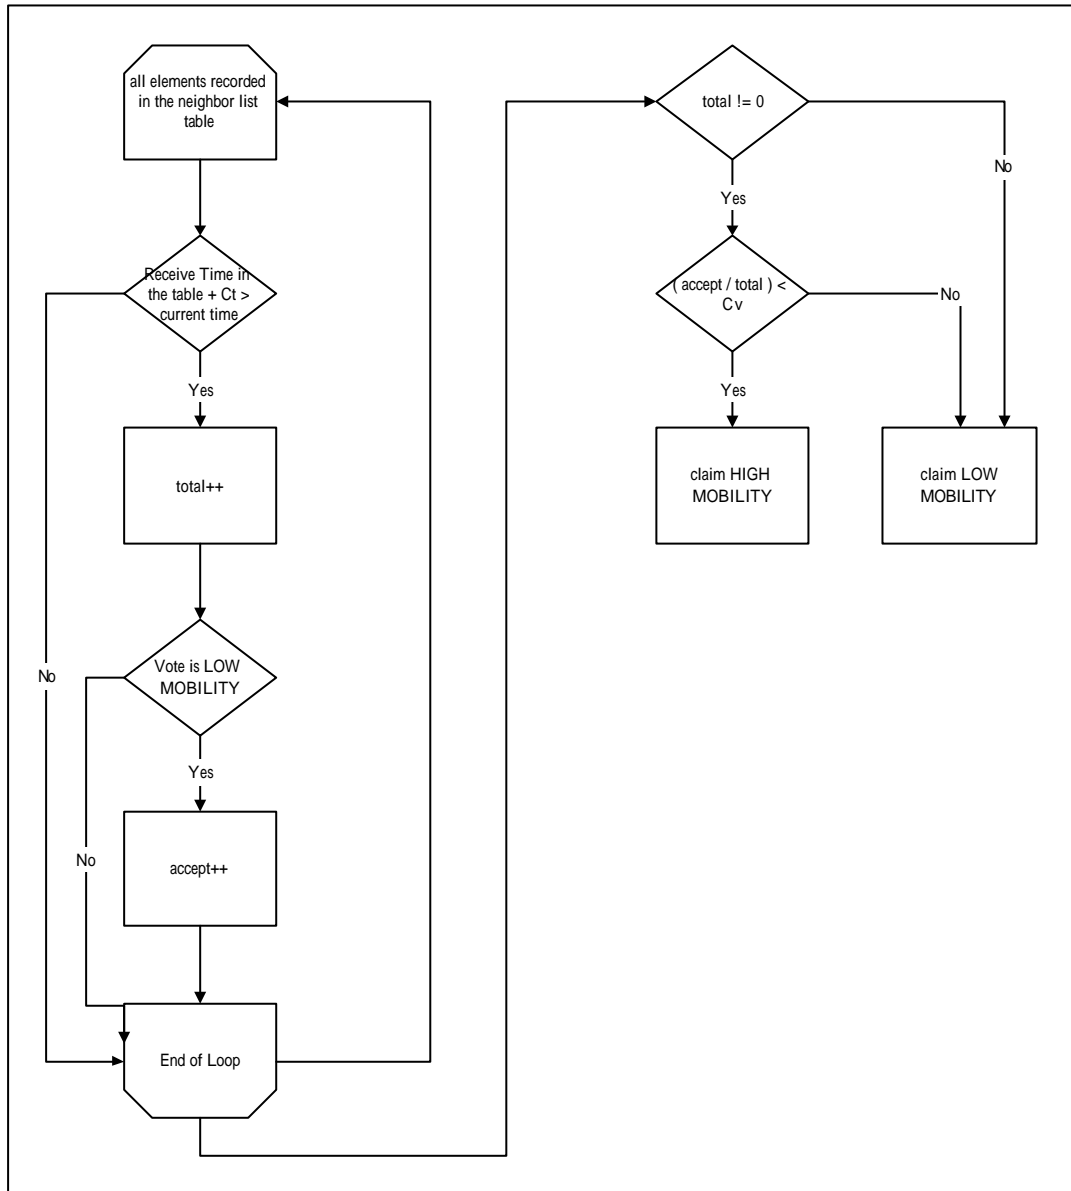 all elements recorded
in the neighbor list
table
Receive Time in
the table + Ct >
current time
Yes
total++
Vote is LOW
MOBILITY
No
Yes
No
accept++
End of Loop
total != 0
No
Yes
( accept / total ) <
Cv
No
Yes
claim HIGH
MOBILITY
claim LOW
MOBILITY